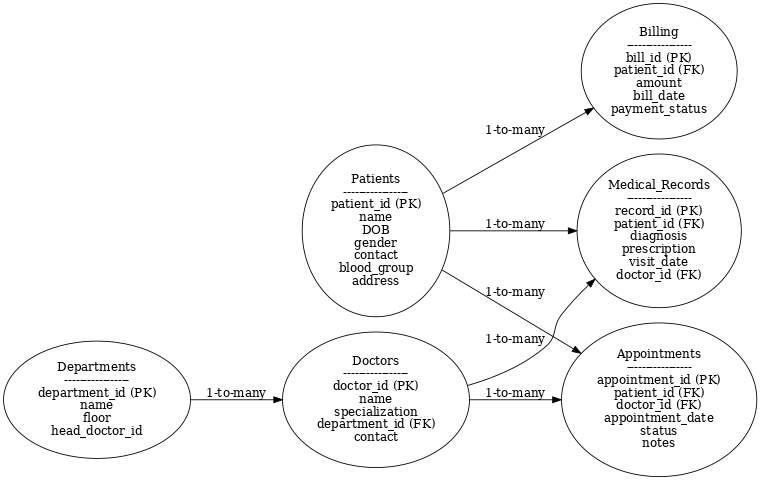 Billing
-----------------
bill_id (PK)
patient_id (FK)
amount
bill_date
payment_status
1-to-many
Patients
-----------------
patient_id (PK)
name
DOB
gender
contact
blood_group
address
1-to-many
Medical_Records
-----------------
record_id (PK)
patient_id (FK)
diagnosis
prescription
visit_date
doctor_id (FK)
1-to-many
1-to-many
Departments
-----------------
department_id (PK)
name
floor
head_doctor_id
1-to-many
Doctors
-----------------
doctor_id (PK)
name
specialization
department_id (FK)
contact
1-to-many
Appointments
-----------------
appointment_id (PK)
patient_id (FK)
doctor_id (FK)
appointment_date
status
notes